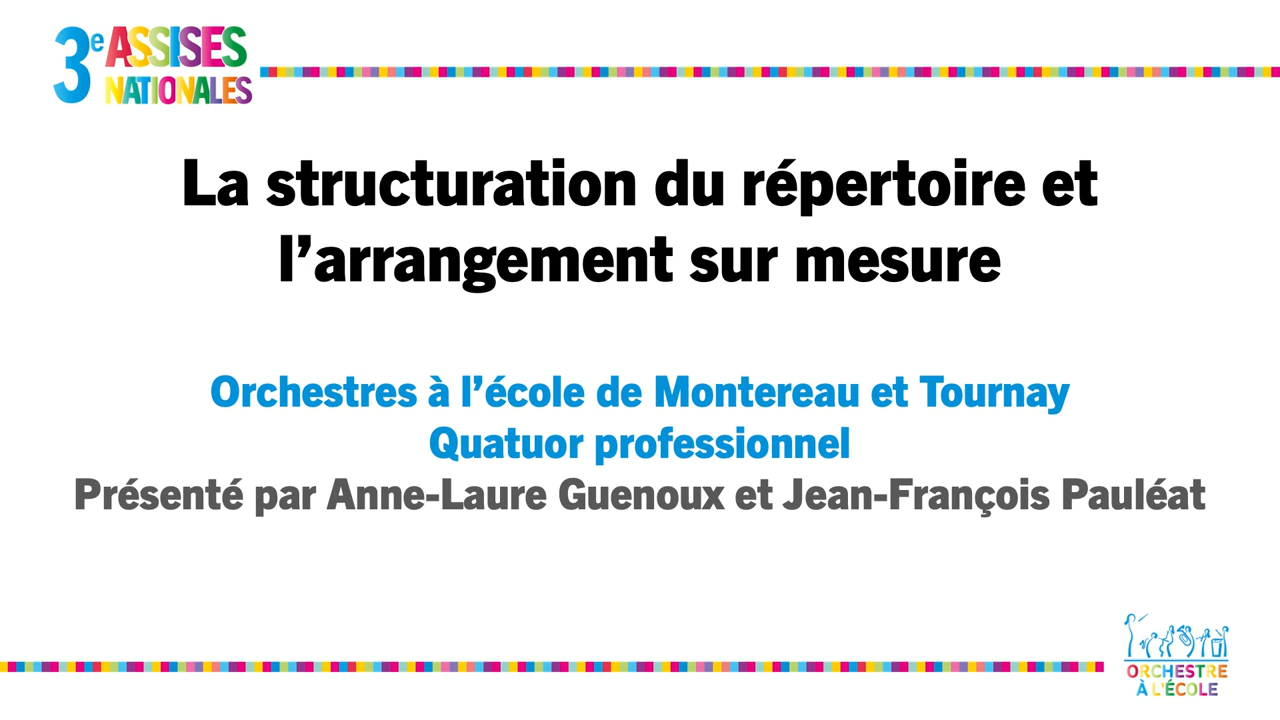 3e ASSISES
NATIONALES
La structuration du répertoire et
l’arrangement sur mesure
Orchestres à l’école de Montereau et Tournay
Quatuor professionnel
Présenté par Anne-Laure Guenoux et Jean-François Pauléat
ORCHESTRE
À L’ÉCOLE